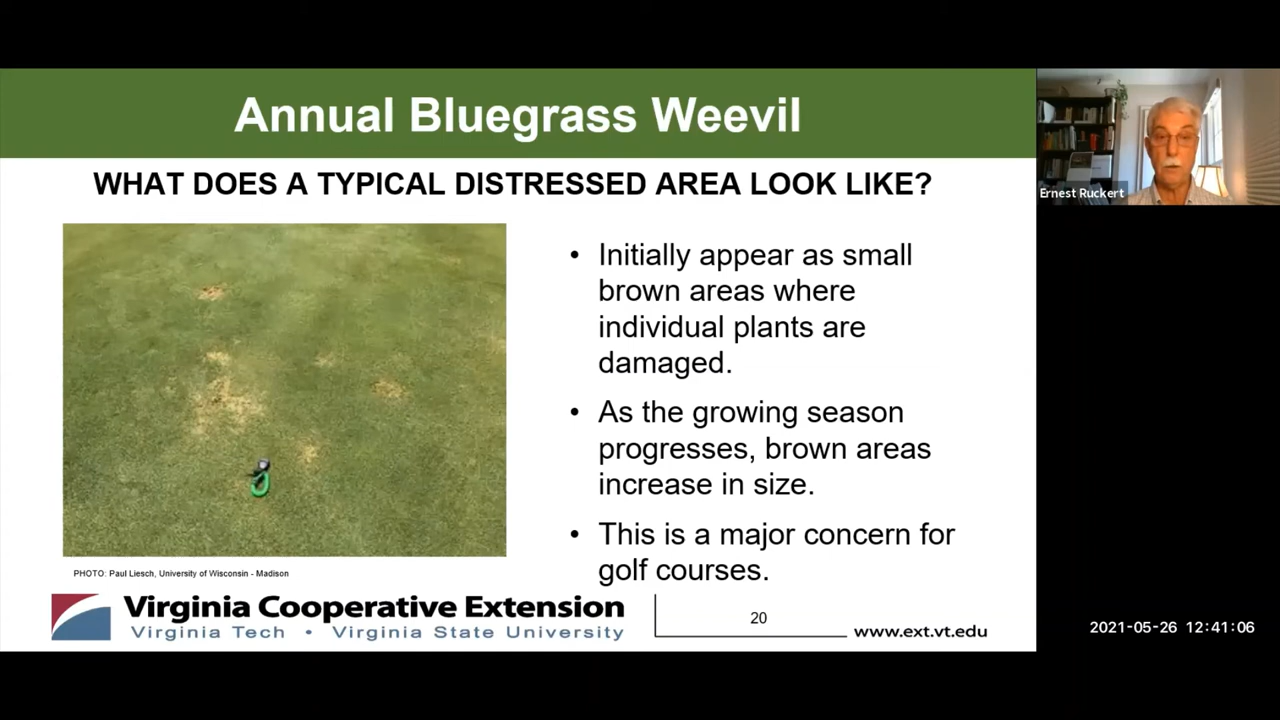 Annual Bluegrass Weevil
WHAT DOES A TYPICAL DISTRESSED AREA LOOK LIKE?
Ernest Ruckert
• Initially appear as small
brown areas where
individual plants are
damaged.
• As the growing season
progresses, brown areas
increase in size.
• This is a major concern for
golf courses.
PHOTO: Paul Liesch, University of Wisconsin - Madison
Virginia Cooperative Extension
Virginia Tech • Virginia State University
20
www.ext.vt.edu
2021-05-26 12:41:06